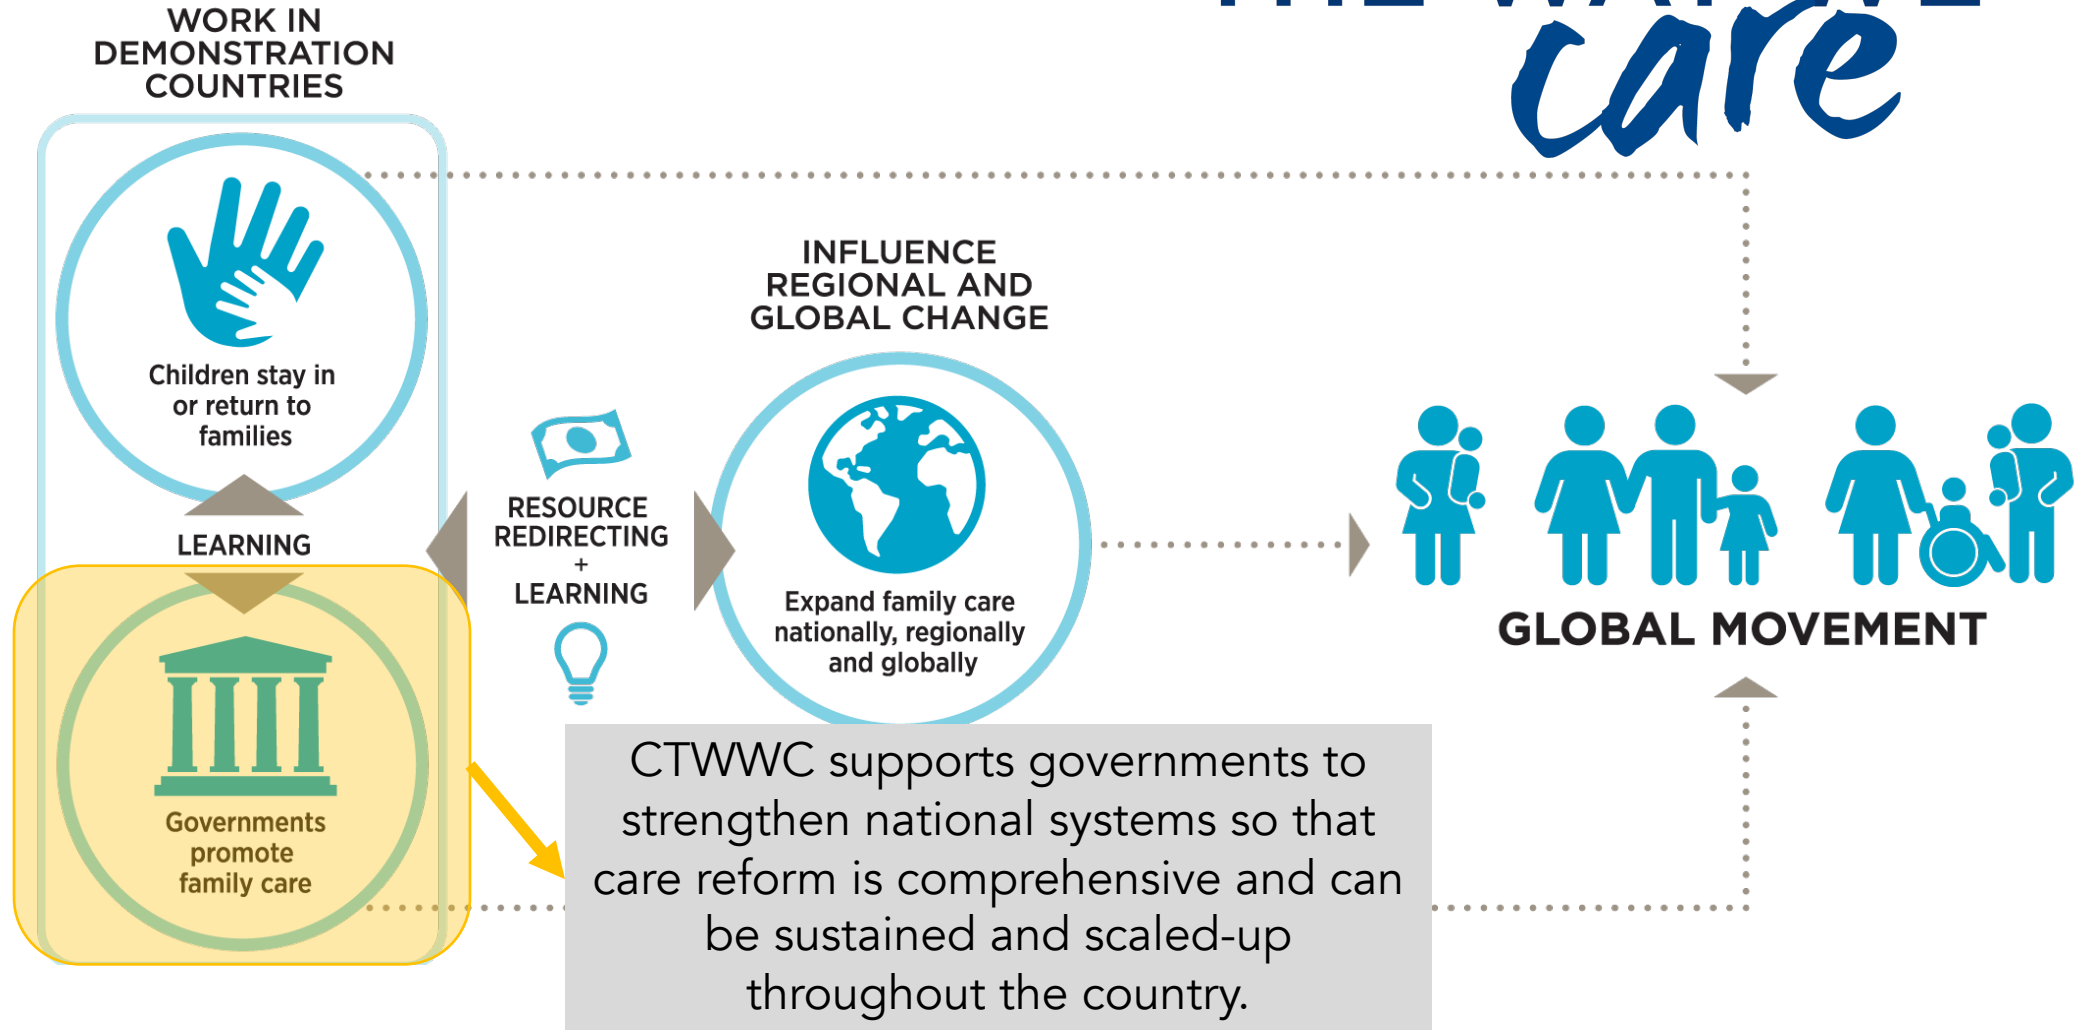 THE WAY WE
care
WORK IN
DEMONSTRATION
COUNTRIES
Children stay in
or return to
families
LEARNING
Governments
promote
family care
RESOURCE
REDIRECTING
+
LEARNING
INFLUENCE
REGIONAL AND
GLOBAL CHANGE
Expand family care
nationally, regionally
and globally
GLOBAL MOVEMENT
CTWWC supports governments to
strengthen national systems so that
care reform is comprehensive and can
be sustained and scaled-up
throughout the country.